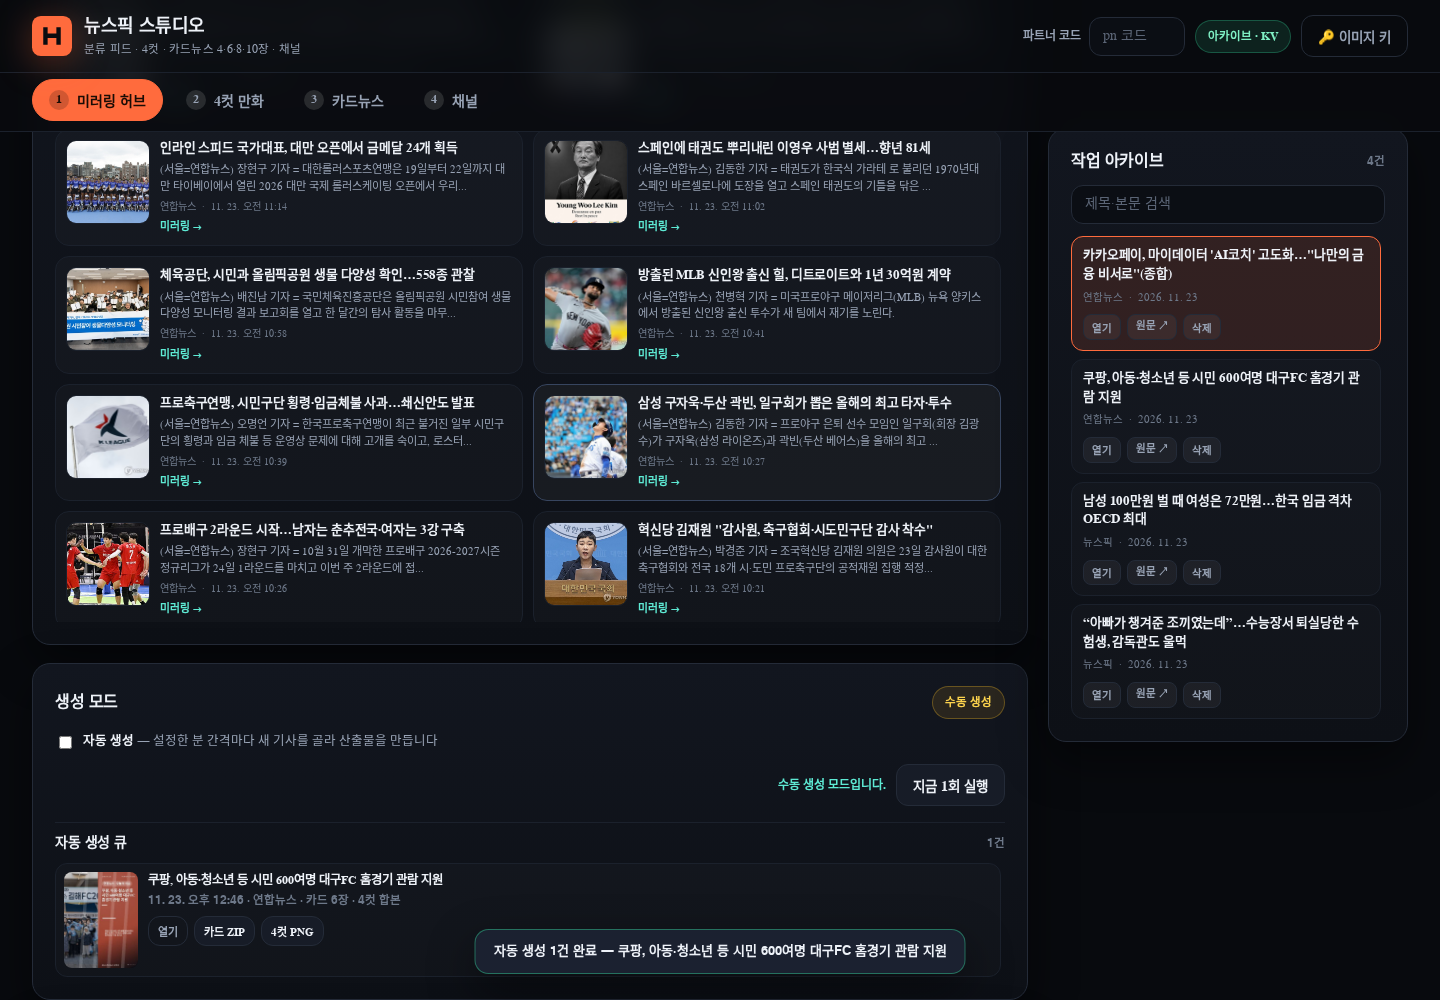 H
뉴스픽 스튜디오
분류 피드 · 4컷 · 카드뉴스 4·6·8·10장 · 채널
파트너 코드
pn 코드
아카이브 · KV
🔑 이미지 키
1 미러링 허브
2 4컷 만화
3 카드뉴스
4 채널
인라인 스피드 국가대표, 대만 오픈에서 금메달 24개 획득
(서울=연합뉴스) 장현구 기자 = 대한롤러스포츠연맹은 19일부터 22일까지 대
만 타이베이에서 열린 2026 대만 국제 롤러스케이팅 오픈에서 우리...
연합뉴스 · 11. 23. 오전 11:14
미러링 →
스페인에 태권도 뿌리내린 이영우 사범 별세…향년 81세
(서울=연합뉴스) 김동한 기자 = 태권도가 한국식 가라테 로 불리던 1970년대
스페인 바르셀로나에 도장을 열고 스페인 태권도의 기틀을 닦은 ...
연합뉴스 · 11. 23. 오전 11:02
미러링 →
Young Woo Lee Kim
체육공단, 시민과 올림픽공원 생물 다양성 확인…558종 관찰
(서울=연합뉴스) 배진남 기자 = 국민체육진흥공단은 올림픽공원 시민참여 생물
다양성 모니터링 결과 보고회를 열고 한 달간의 탐사 활동을 마무...
연합뉴스 · 11. 23. 오전 10:58
미러링 →
방출된 MLB 신인왕 출신 힐, 디트로이트와 1년 30억원 계약
(서울=연합뉴스) 천병혁 기자 = 미국프로야구 메이저리그(MLB) 뉴욕 양키스
에서 방출된 신인왕 출신 투수가 새 팀에서 재기를 노린다.
연합뉴스 · 11. 23. 오전 10:41
미러링 →
프로축구연맹, 시민구단 횡령·임금체불 사과…쇄신안도 발표
(서울=연합뉴스) 오명언 기자 = 한국프로축구연맹이 최근 불거진 일부 시민구
단의 횡령과 임금 체불 등 운영상 문제에 대해 고개를 숙이고, 로스터...
연합뉴스 · 11. 23. 오전 10:39
미러링 →
K LEAGUE
삼성 구자욱·두산 곽빈, 일구회가 뽑은 올해의 최고 타자·투수
(서울=연합뉴스) 김동한 기자 = 프로야구 은퇴 선수 모임인 일구회(회장 김광
수)가 구자욱(삼성 라이온즈)과 곽빈(두산 베어스)을 올해의 최고 ...
연합뉴스 · 11. 23. 오전 10:27
미러링 →
프로배구 2라운드 시작…남자는 춘추전국·여자는 3강 구축
(서울=연합뉴스) 장현구 기자 = 10월 31일 개막한 프로배구 2026-2027시즌
정규리그가 24일 1라운드를 마치고 이번 주 2라운드에 접...
연합뉴스 · 11. 23. 오전 10:26
미러링 →
혁신당 김재원 "감사원, 축구협회·시도민구단 감사 착수"
(서울=연합뉴스) 박경준 기자 = 조국혁신당 김재원 의원은 23일 감사원이 대한
축구협회와 전국 18개 시·도민 프로축구단의 공적재원 집행 적정...
연합뉴스 · 11. 23. 오전 10:21
미러링 →
대한민국 국회
작업 아카이브
4건
제목·본문 검색
카카오페이, 마이데이터 'AI코치' 고도화…"나만의 금
융 비서로"(종합)
연합뉴스 · 2026. 11. 23
열기 원문 ↗ 삭제
쿠팡, 아동·청소년 등 시민 600여명 대구FC 홈경기 관
람 지원
연합뉴스 · 2026. 11. 23
열기 원문 ↗ 삭제
남성 100만원 벌 때 여성은 72만원…한국 임금 격차
OECD 최대
뉴스픽 · 2026. 11. 23
열기 원문 ↗ 삭제
“아빠가 챙겨준 조끼였는데”…수능장서 퇴실당한 수
험생, 감독관도 울먹
뉴스픽 · 2026. 11. 23
열기 원문 ↗ 삭제
생성 모드
수동 생성
자동 생성 — 설정한 분 간격마다 새 기사를 골라 산출물을 만듭니다
수동 생성 모드입니다.
지금 1회 실행
자동 생성 큐
1건
쿠팡, 아동·청소년 등 시민 600여명 대구FC 홈경기 관람 지원
11. 23. 오후 12:46 · 연합뉴스 · 카드 6장 · 4컷 합본
열기 카드 ZIP 4컷 PNG
자동 생성 1건 완료 — 쿠팡, 아동·청소년 등 시민 600여명 대구FC 홈경기 관람 지원